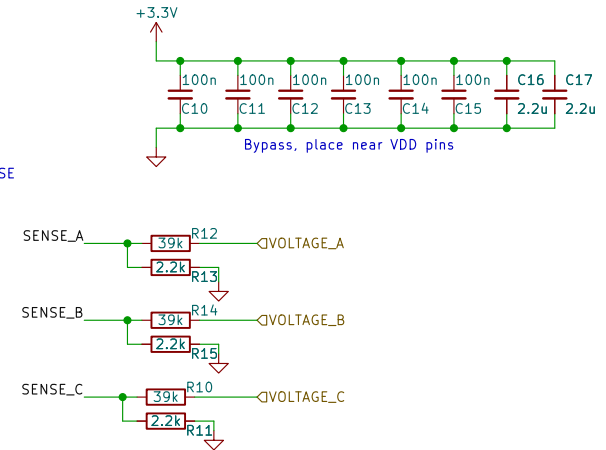 +3.3V
100n 100n 100n 100n 100n 100n C16 C17
C10 C11 C12 C13 C14 C15 2.2u 2.2u
Bypass, place near VDD pins
SE
SENSE_A 39k R12 VOLTAGE_A
2.2k R13
SENSE_B 39k R14 VOLTAGE_B
2.2k R15
SENSE_C 39k R10 VOLTAGE_C
2.2k R11